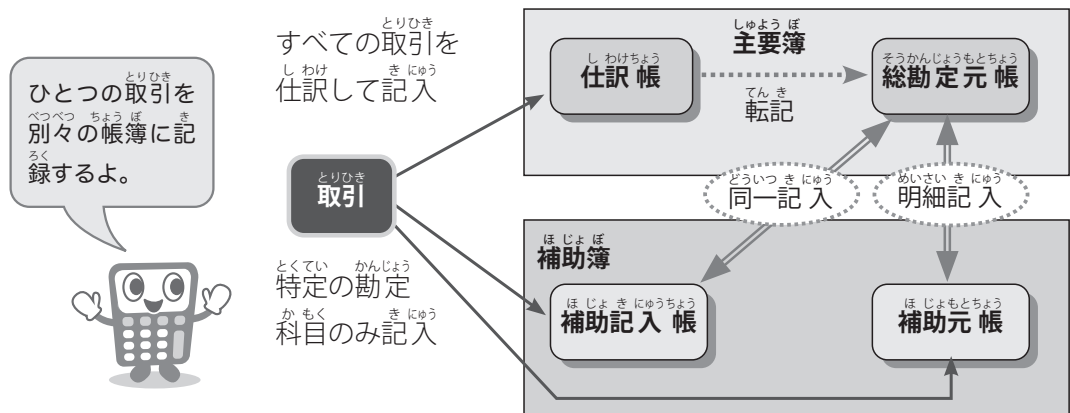 ひとつの取引を
別々の帳簿に記
録するよ。
すべての取引を
仕訳して記入
取引
特定の勘定
科目のみ記入
主要簿
仕訳帳
転記
総勘定元帳
同一記入
明細記入
補助簿
補助記入帳
補助元帳